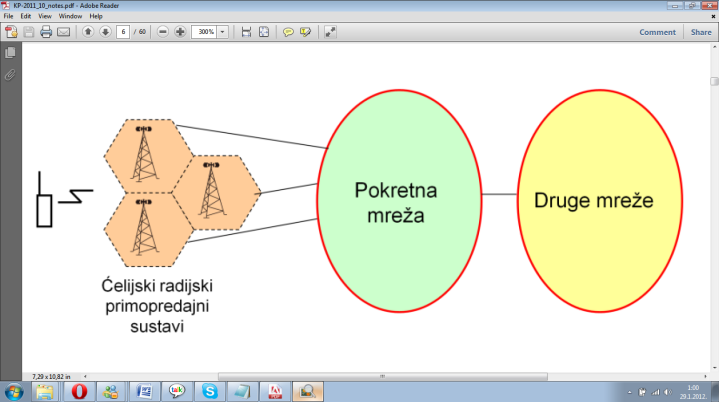 KP-2011_10_notes.pdf - Adobe Reader
File Edit View Window Help
6 / 60 300% Comment Share
Pokretna
mreža
Druge mreže
Ćelijski radijski
primopredajni
sustavi
7,29 x 10,82 in
talk
1:00
29.1.2012.